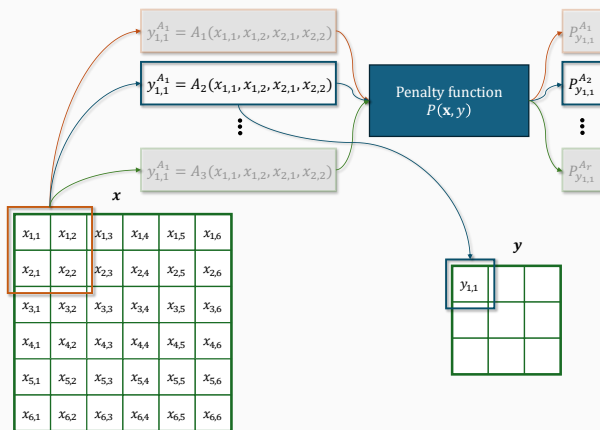 y_{1,1}^{A_1} = A_1(x_{1,1}, x_{1,2}, x_{2,1}, x_{2,2})
y_{1,1}^{A_1} = A_2(x_{1,1}, x_{1,2}, x_{2,1}, x_{2,2})
⋮
y_{1,1}^{A_1} = A_3(x_{1,1}, x_{1,2}, x_{2,1}, x_{2,2})
Penalty function
P(𝐱, y)
P_{y_{1,1}}^{A_1}
P_{y_{1,1}}^{A_2}
⋮
P_{y_{1,1}}^{A_r}
x
x_{1,1} x_{1,2} x_{1,3} x_{1,4} x_{1,5} x_{1,6}
x_{2,1} x_{2,2} x_{2,3} x_{2,4} x_{2,5} x_{2,6}
x_{3,1} x_{3,2} x_{3,3} x_{3,4} x_{3,5} x_{3,6}
x_{4,1} x_{4,2} x_{4,3} x_{4,4} x_{4,5} x_{4,6}
x_{5,1} x_{5,2} x_{5,3} x_{5,4} x_{5,5} x_{5,6}
x_{6,1} x_{6,2} x_{6,3} x_{6,4} x_{6,5} x_{6,6}
y
y_{1,1}